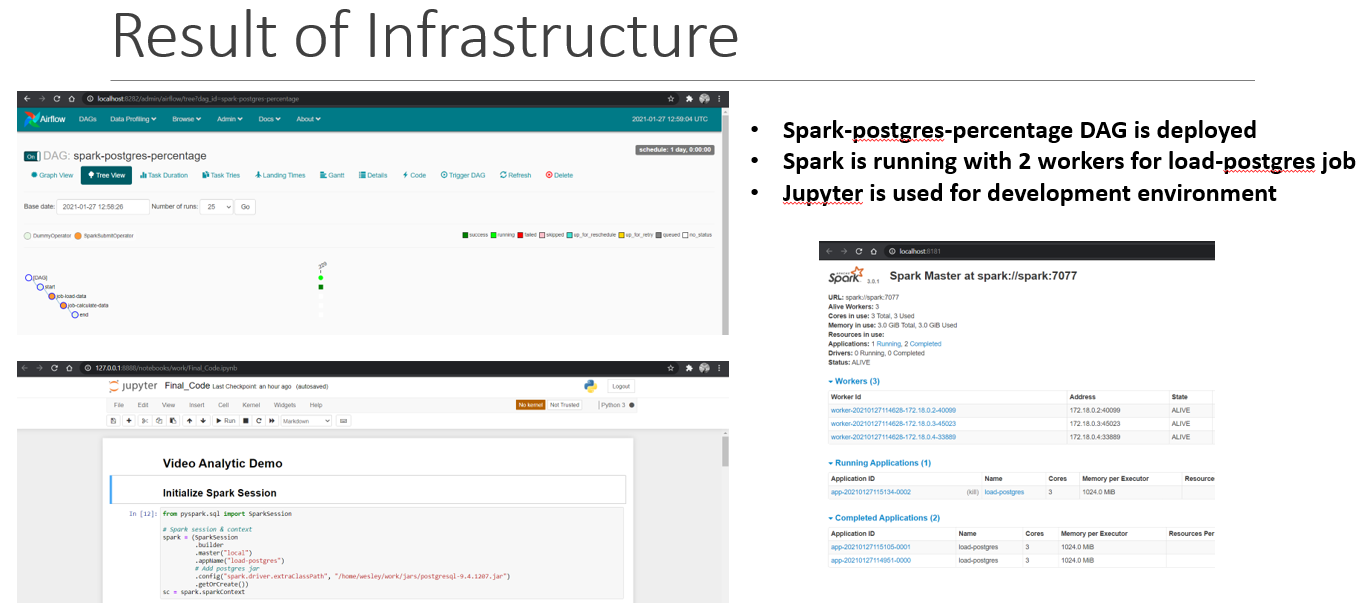 Result of Infrastructure
localhost:8282/admin/airflow/tree?dag_id=spark-postgres-percentage
Airflow DAGs Data Profiling Browse Admin Docs About 2021-01-27 12:59:04 UTC
On DAG: spark-postgres-percentage schedule: 1 day, 0:00:00
Graph View Tree View Task Duration Task Tries Landing Times Gantt Details Code Trigger DAG Refresh Delete
Base date: 2021-01-27 12:58:26 Number of runs: 25 Go
DummyOperator SparkSubmitOperator success running failed skipped up_for_reschedule up_for_retry queued no_status
[DAG]
start
job-load-data
job-calculate-data
end
• Spark-postgres-percentage DAG is deployed
• Spark is running with 2 workers for load-postgres job
• Jupyter is used for development environment
127.0.0.1:8888/notebooks/work/Final_Code.ipynb
jupyter Final_Code Last Checkpoint: an hour ago (autosaved) Logout
File Edit View Insert Cell Kernel Widgets Help No kernel Not Trusted Python 3
Run Markdown
Video Analytic Demo
Initialize Spark Session
In [12]: from pyspark.sql import SparkSession
# Spark session & context
spark = (SparkSession
.builder
.master("local")
.appName("load-postgres")
# Add postgres jar
.config("spark.driver.extraClassPath", "/home/wesley/work/jars/postgresql-9.4.1207.jar")
.getOrCreate())
sc = spark.sparkContext
localhost:8181
Spark 3.0.1 Spark Master at spark://spark:7077
URL: spark://spark:7077
Alive Workers: 3
Cores in use: 3 Total, 3 Used
Memory in use: 3.0 GiB Total, 3.0 GiB Used
Resources in use:
Applications: 1 Running, 2 Completed
Drivers: 0 Running, 0 Completed
Status: ALIVE
Workers (3)
Worker Id Address State
worker-20210127114628-172.18.0.2-40099 172.18.0.2:40099 ALIVE
worker-20210127114628-172.18.0.3-45023 172.18.0.3:45023 ALIVE
worker-20210127114628-172.18.0.4-33889 172.18.0.4:33889 ALIVE
Running Applications (1)
Application ID Name Cores Memory per Executor Resource
app-20210127115134-0002 (kill) load-postgres 3 1024.0 MiB
Completed Applications (2)
Application ID Name Cores Memory per Executor Resources Per
app-20210127115105-0001 load-postgres 3 1024.0 MiB
app-20210127114951-0000 load-postgres 3 1024.0 MiB